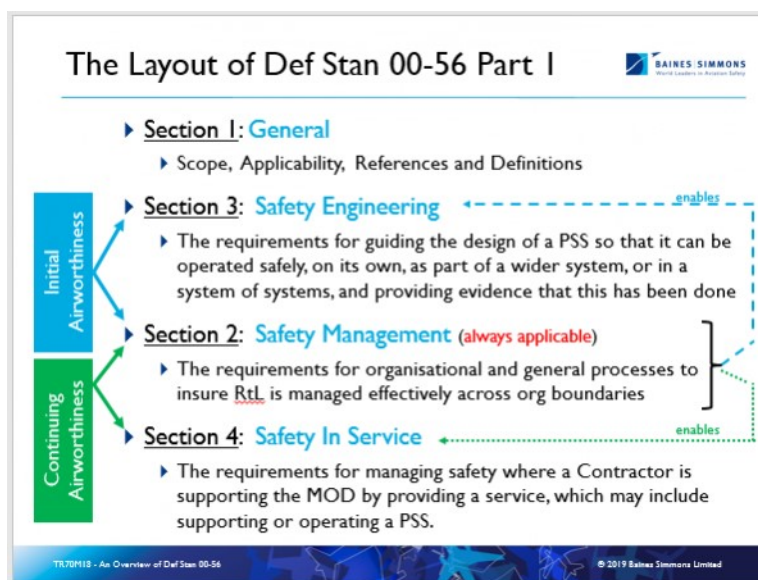 The Layout of Def Stan 00-56 Part 1
BAINES SIMMONS
World Leaders in Aviation Safety
Section 1: General
Scope, Applicability, References and Definitions
Initial
Airworthiness
Section 3: Safety Engineering
enables
The requirements for guiding the design of a PSS so that it can
be operated safely, on its own, as part of a wider system, or in a
system of systems, and providing evidence that this has been done
Section 2: Safety Management (always applicable)
The requirements for organisational and general processes to
insure RtL is managed effectively across org boundaries
Continuing
Airworthiness
Section 4: Safety In Service
enables
The requirements for managing safety where a Contractor is
supporting the MOD by providing a service, which may include
supporting or operating a PSS.
TR70M18 - An Overview of Def Stan 00-56
© 2019 Baines Simmons Limited